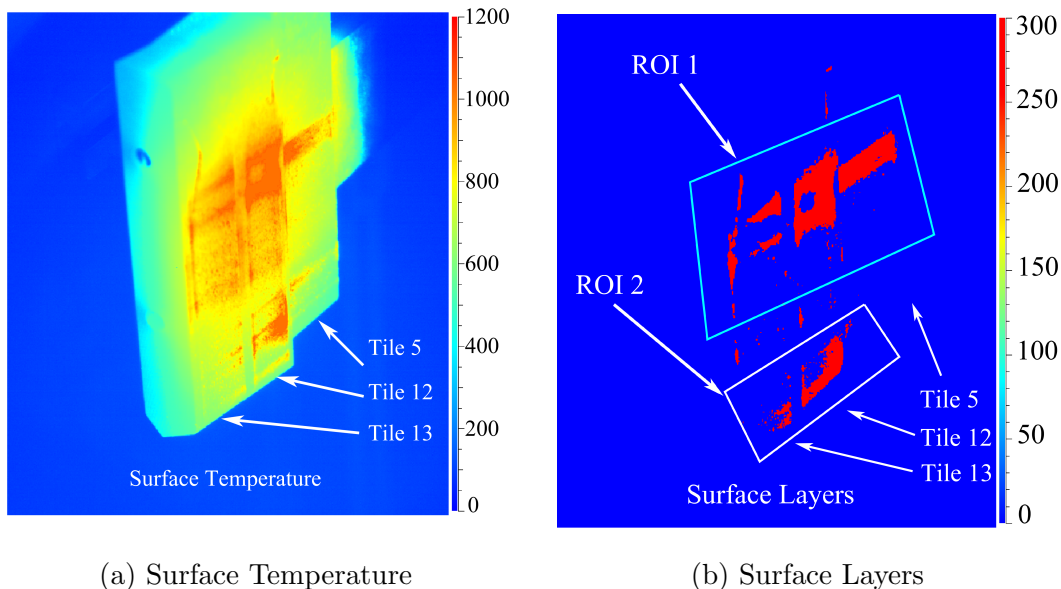 1200
1000
800
600
400
200
0
Tile 5
Tile 12
Tile 13
Surface Temperature
(a) Surface Temperature
300
250
200
150
100
50
0
ROI 1
ROI 2
Tile 5
Tile 12
Tile 13
Surface Layers
(b) Surface Layers